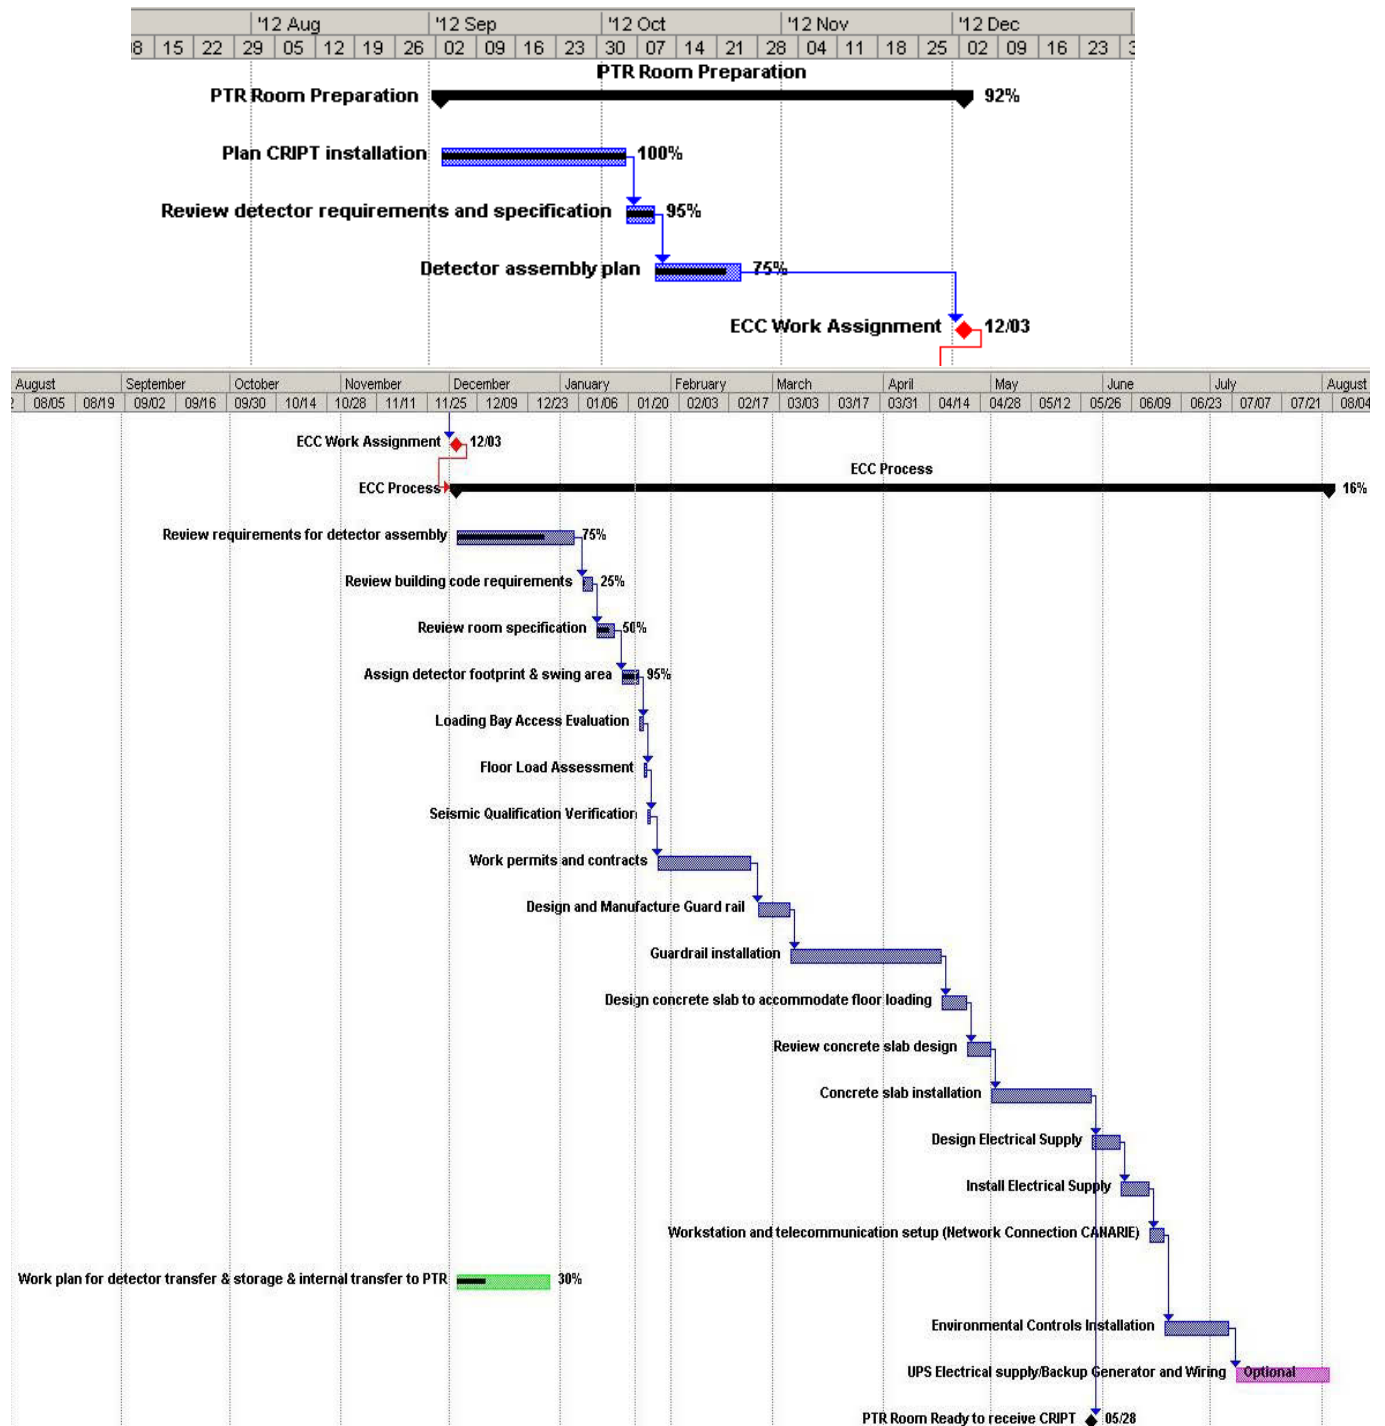 '12 Aug '12 Sep '12 Oct '12 Nov '12 Dec
8 15 22 29 05 12 19 26 02 09 16 23 30 07 14 21 28 04 11 18 25 02 09 16 23
PTR Room Preparation
PTR Room Preparation 92%
Plan CRIPT installation 100%
Review detector requirements and specification 95%
Detector assembly plan 75%
ECC Work Assignment 12/03
August September October November December January February March April May June July August
08/05 08/19 09/02 09/16 09/30 10/14 10/28 11/11 11/25 12/09 12/23 01/06 01/20 02/03 02/17 03/03 03/17 03/31 04/14 04/28 05/12 05/26 06/09 06/23 07/07 07/21 08/04
ECC Work Assignment 12/03
ECC Process
ECC Process 16%
Review requirements for detector assembly 75%
Review building code requirements 25%
Review room specification 50%
Assign detector footprint & swing area 95%
Loading Bay Access Evaluation
Floor Load Assessment
Seismic Qualification Verification
Work permits and contracts
Design and Manufacture Guard rail
Guardrail installation
Design concrete slab to accommodate floor loading
Review concrete slab design
Concrete slab installation
Design Electrical Supply
Install Electrical Supply
Workstation and telecommunication setup (Network Connection CANARIE)
Work plan for detector transfer & storage & internal transfer to PTR 30%
Environmental Controls Installation
UPS Electrical supply/Backup Generator and Wiring Optional
PTR Room Ready to receive CRIPT 05/28